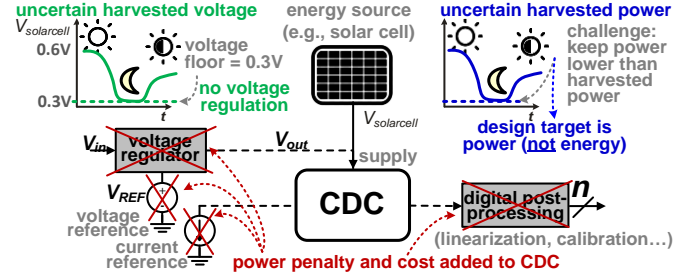 uncertain harvested voltage
V_solarcell
0.6V
0.3V
t
voltage
floor = 0.3V
no voltage
regulation
energy source
(e.g., solar cell)
V_solarcell
supply
uncertain harvested power
challenge:
keep power
lower than
harvested
power
t
design target is
power (not energy)
V_in
voltage
regulator
V_out
V_REF
+
-
voltage
reference
current
reference
CDC
digital post-
processing
n
(linearization, calibration…)
power penalty and cost added to CDC